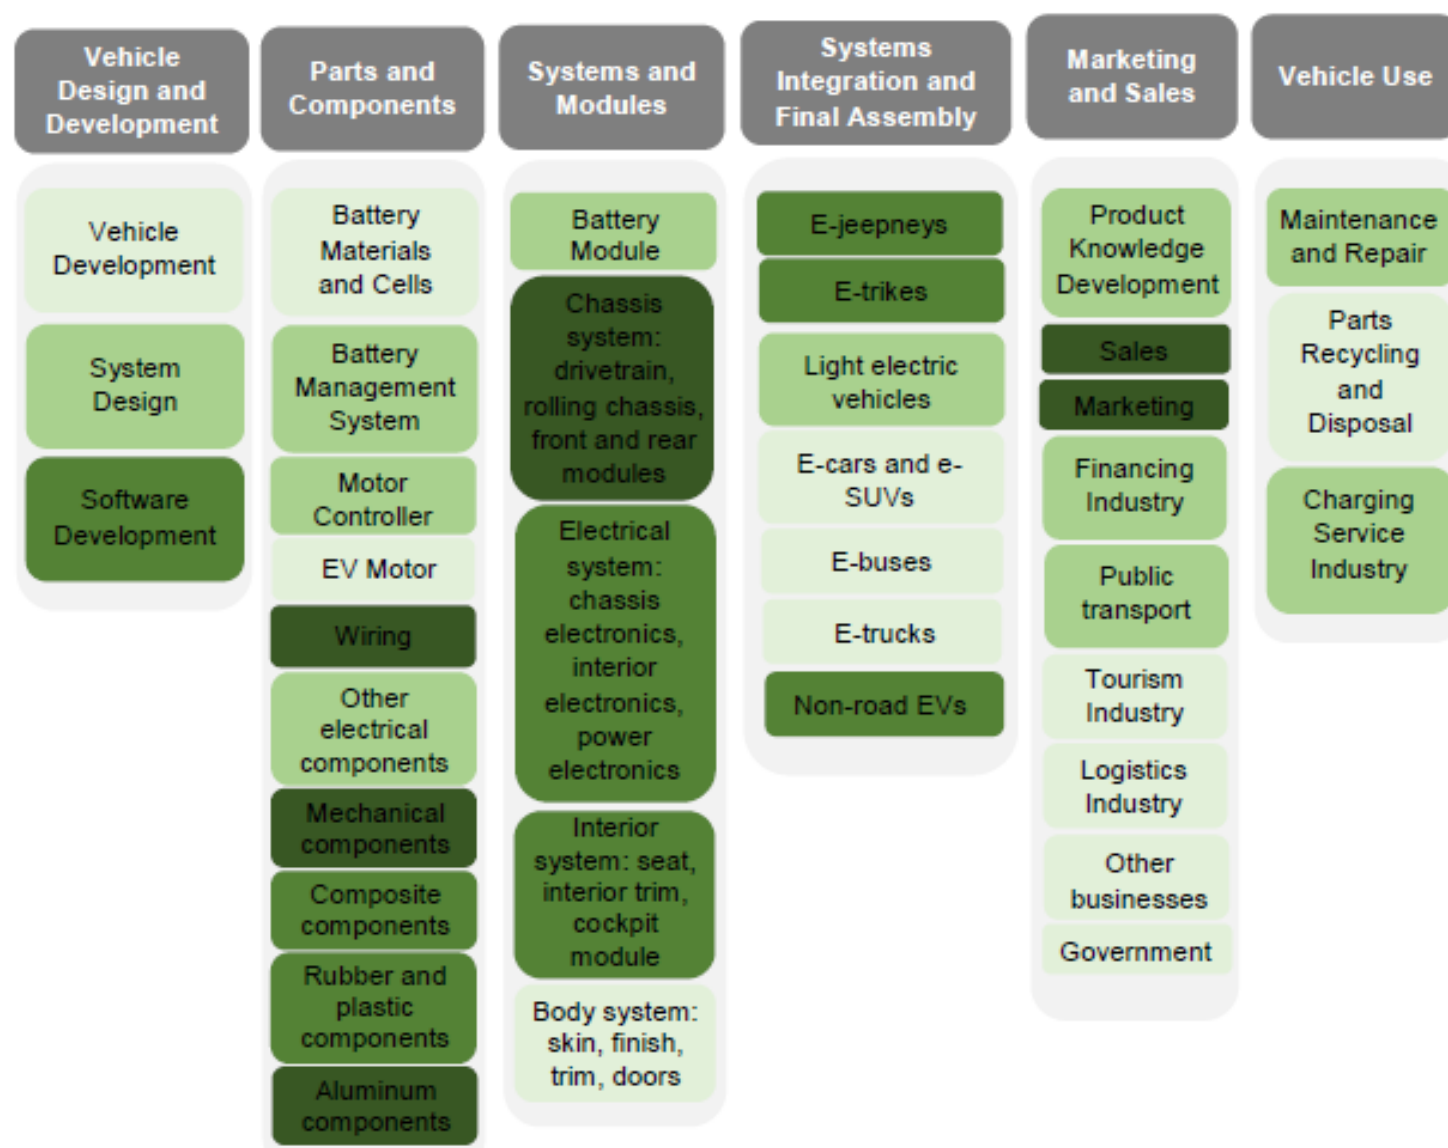 Vehicle
Design and
Development
Vehicle
Development
System
Design
Software
Development
Parts and
Components
Battery
Materials
and Cells
Battery
Management
System
Motor
Controller
EV Motor
Wiring
Other
electrical
components
Mechanical
components
Composite
components
Rubber and
plastic
components
Aluminum
components
Systems and
Modules
Battery
Module
Chassis
system:
drivetrain,
rolling chassis,
front and rear
modules
Electrical
system:
chassis
electronics,
interior
electronics,
power
electronics
Interior
system: seat,
interior trim,
cockpit
module
Body system:
skin, finish,
trim, doors
Systems
Integration and
Final Assembly
E-jeepneys
E-trikes
Light electric
vehicles
E-cars and e-
SUVs
E-buses
E-trucks
Non-road EVs
Marketing
and Sales
Product
Knowledge
Development
Sales
Marketing
Financing
Industry
Public
transport
Tourism
Industry
Logistics
Industry
Other
businesses
Government
Vehicle Use
Maintenance
and Repair
Parts
Recycling
and
Disposal
Charging
Service
Industry